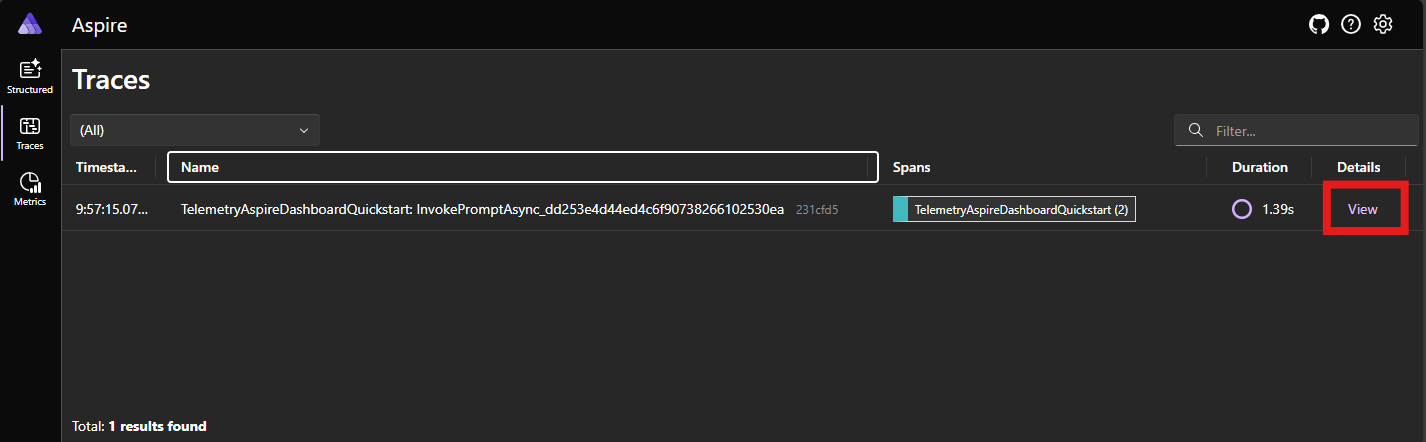 Aspire
Structured
Traces
Metrics
Traces
(All)
Filter...
Timesta... Name Spans Duration Details
9:57:15.07... TelemetryAspireDashboardQuickstart: InvokePromptAsync_dd253e4d44ed4c6f90738266102530ea 231cfd5 TelemetryAspireDashboardQuickstart (2) 1.39s View
Total: 1 results found